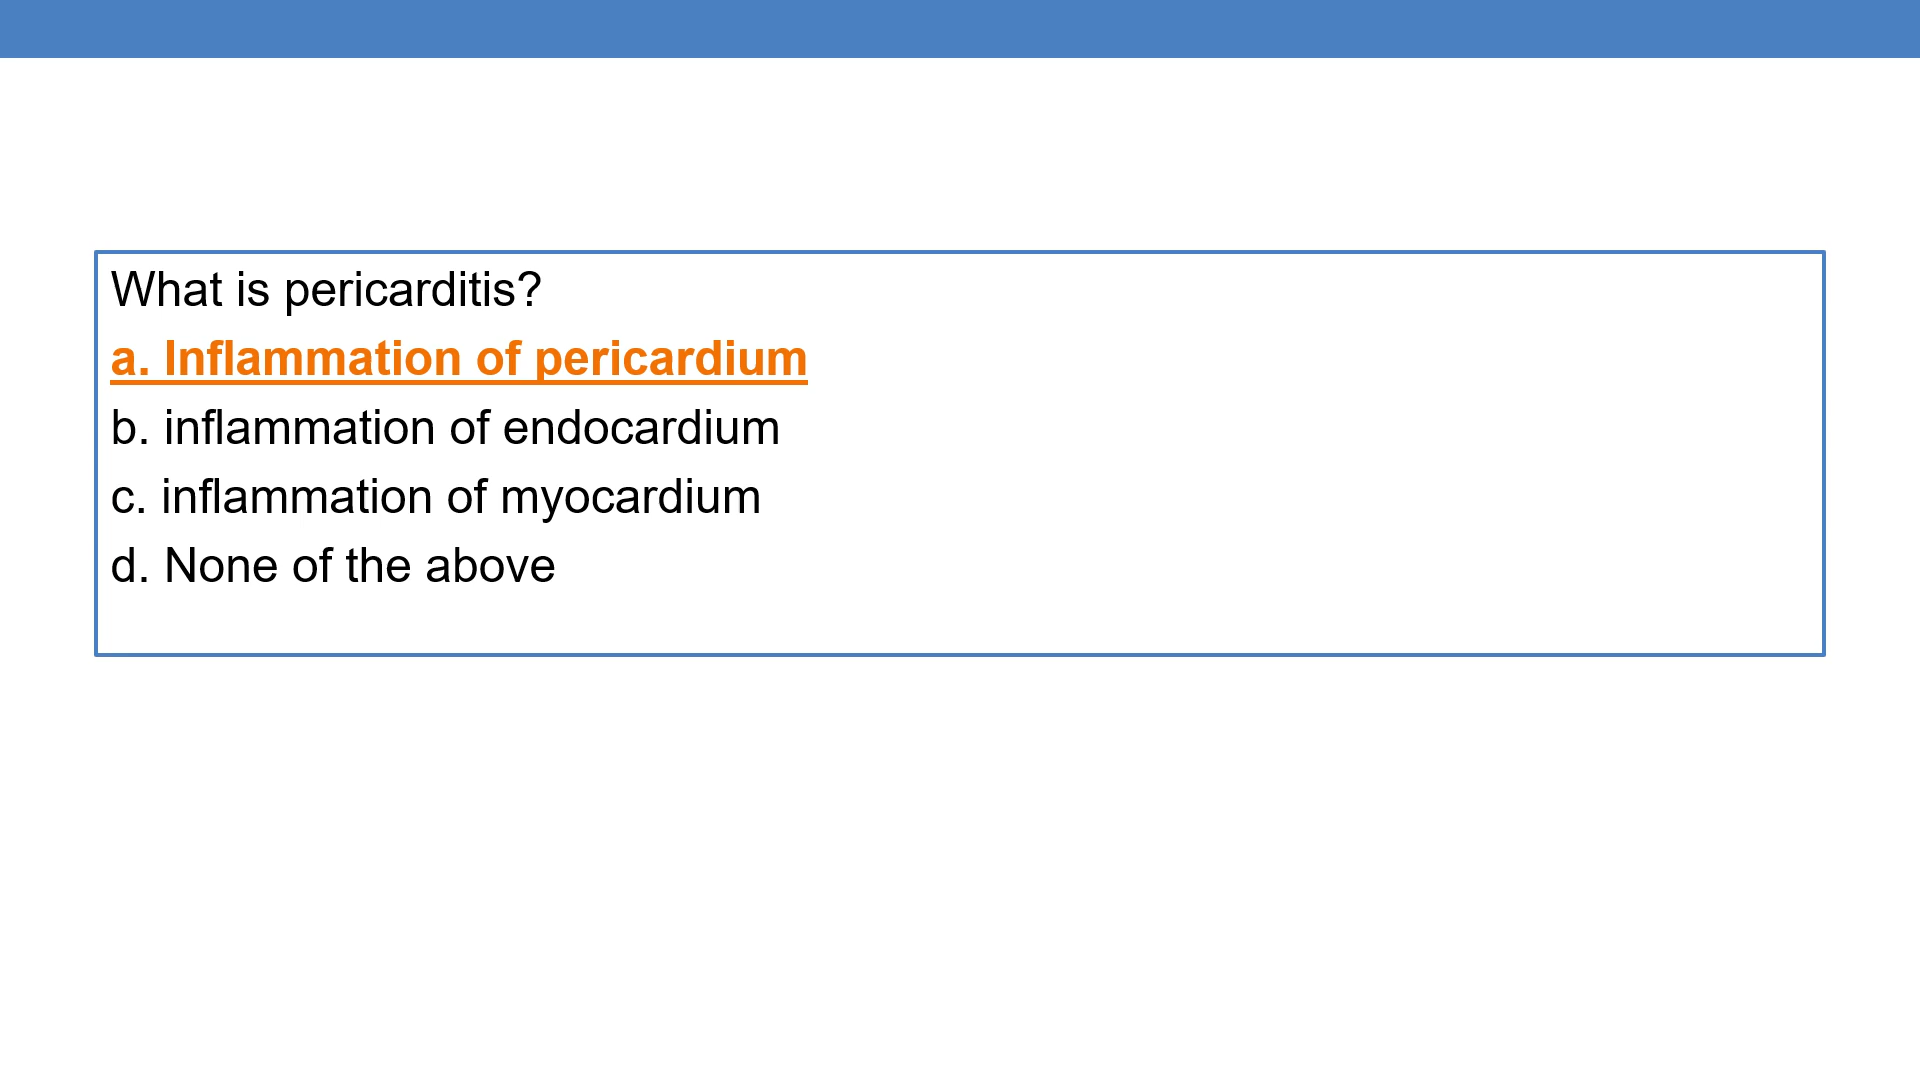 What is pericarditis?
a. Inflammation of pericardium
b. inflammation of endocardium
c. inflammation of myocardium
d. None of the above